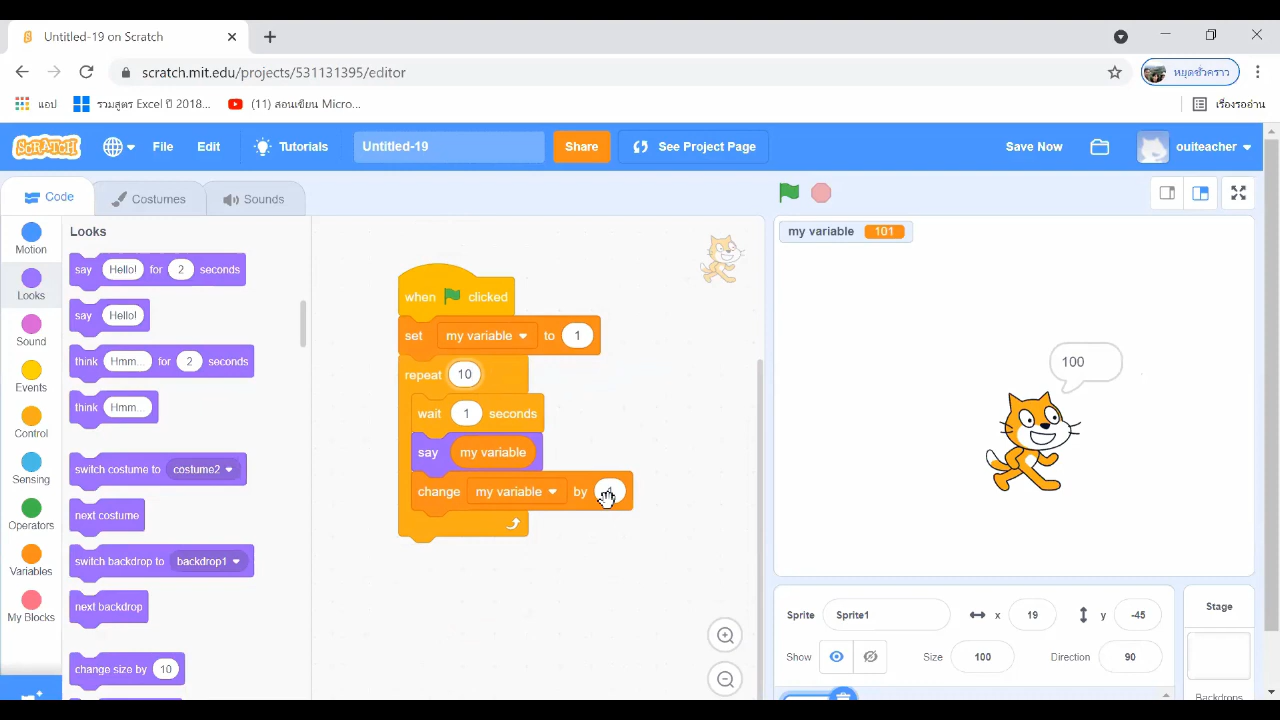 Untitled-19 on Scratch
scratch.mit.edu/projects/531131395/editor
หยุดชั่วคราว
แอป
รวมสูตร Excel ปี 2018...
(11) สอนเขียน Micro...
เรื่องรออ่าน
SCRATCH
File
Edit
Tutorials
Untitled-19
Share
See Project Page
Save Now
ouiteacher
Code
Costumes
Sounds
Motion
Looks
Sound
Events
Control
Sensing
Operators
Variables
My Blocks
Looks
say Hello! for 2 seconds
say Hello!
think Hmm... for 2 seconds
think Hmm...
switch costume to costume2
next costume
switch backdrop to backdrop1
next backdrop
change size by 10
when clicked
set my variable to 1
repeat 10
wait 1 seconds
say my variable
change my variable by
my variable 101
100
Sprite Sprite1 x 19 y -45
Show Size 100 Direction 90
Stage
Backdrops